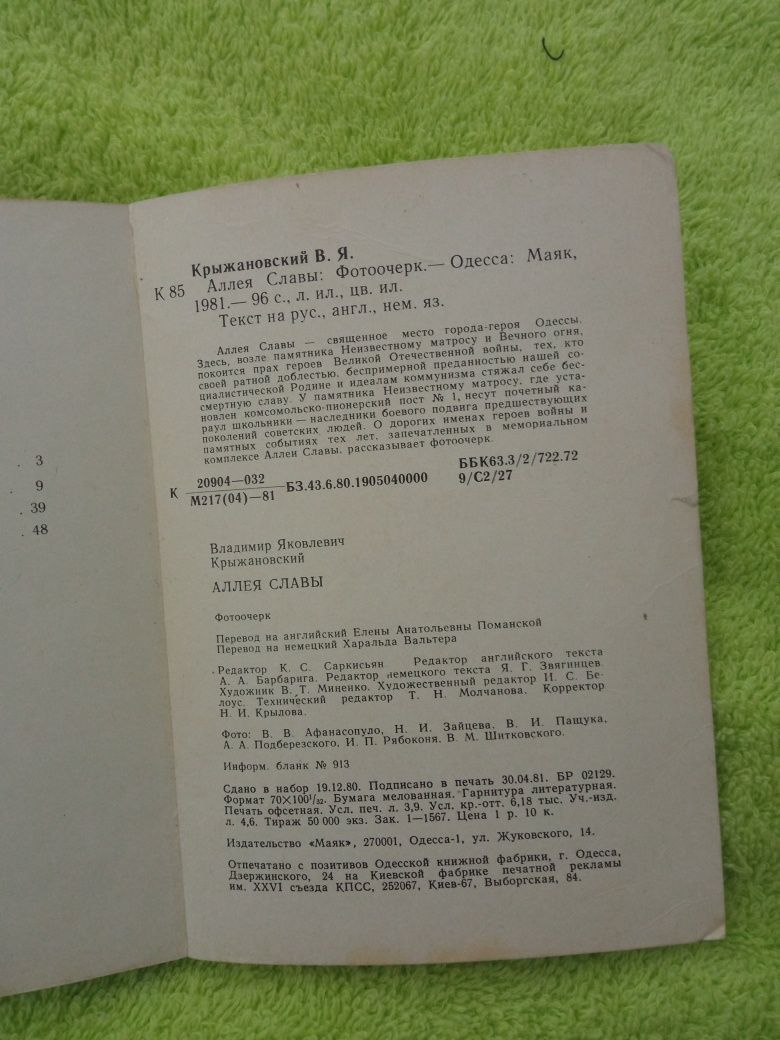 . 3
. 9
. 39
. 48
Крыжановский В. Я.
К 85 Аллея Славы: Фотоочерк.— Одесса: Маяк,
1981.— 96 с., л. ил., цв. ил.
Текст на рус., англ., нем. яз.
Аллея Славы — священное место города-героя Одессы.
Здесь, возле памятника Неизвестному матросу и Вечного огня,
покоится прах героев Великой Отечественной войны, тех, кто
своей ратной доблестью, беспримерной преданностью нашей со-
циалистической Родине и идеалам коммунизма стяжал себе бес-
смертную славу. У памятника Неизвестному матросу, где уста-
новлен комсомольско-пионерский пост № 1, несут почетный ка-
раул школьники — наследники боевого подвига предшествующих
поколений советских людей. О дорогих именах героев войны и
памятных событиях тех лет, запечатленных в мемориальном
комплексе Аллеи Славы, рассказывает фотоочерк.
К 20904—032
М217(04)—81
БЗ.43.6.80.1905040000
ББК63.3/2/722.72
9/С2/27
Владимир Яковлевич
Крыжановский
АЛЛЕЯ СЛАВЫ
Фотоочерк
Перевод на английский Елены Анатольевны Поманской
Перевод на немецкий Харальда Вальтера
Редактор К. С. Саркисьян Редактор английского текста
А. А. Барбарига. Редактор немецкого текста Я. Г. Звягинцев
Художник В. Т. Миненко. Художественный редактор И. С. Бе-
лоус. Технический редактор Т. Н. Молчанова. Корректор
Н. И. Крылова.
Фото: В. В. Афанасопуло, Н. И. Зайцева, В. И. Пащука,
А. А. Подберезского, И. П. Рябоконя, В. М. Шитковского.
Информ. бланк № 913
Сдано в набор 19.12.80. Подписано в печать 30.04.81. БР 02129.
Формат 70×100¹/₃₂. Бумага мелованная. Гарнитура литературная.
Печать офсетная. Усл. печ. л. 3,9. Усл. кр.-отт. 6,18 тыс. Уч.-изд.
л. 4,6. Тираж 50 000 экз. Зак. 1—1567. Цена 1 р. 10 к.
Издательство «Маяк», 270001, Одесса-1, ул. Жуковского, 14.
Отпечатано с позитивов Одесской книжной фабрики, г. Одесса,
Дзержинского, 24 на Киевской фабрике печатной рекламы
им. XXVI съезда КПСС, 252067, Киев-67, Выборгская, 84.